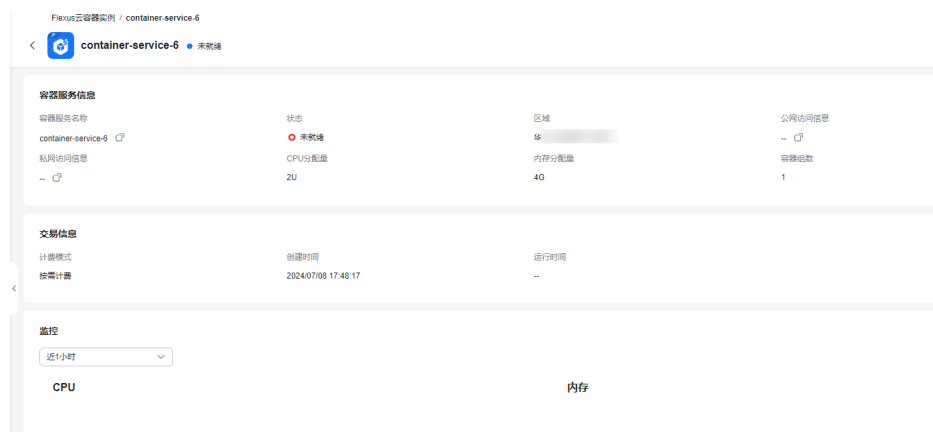 Flexus云容器实例 / container-service-6
container-service-6 未就绪
容器服务信息
容器服务名称 状态 区域 公网访问信息
container-service-6 未就绪 华 --
私网访问信息 CPU分配量 内存分配量 容器组数
-- 2U 4G 1
交易信息
计费模式 创建时间 运行时间
按需计费 2024/07/08 17:48:17 --
监控
近1小时
CPU 内存